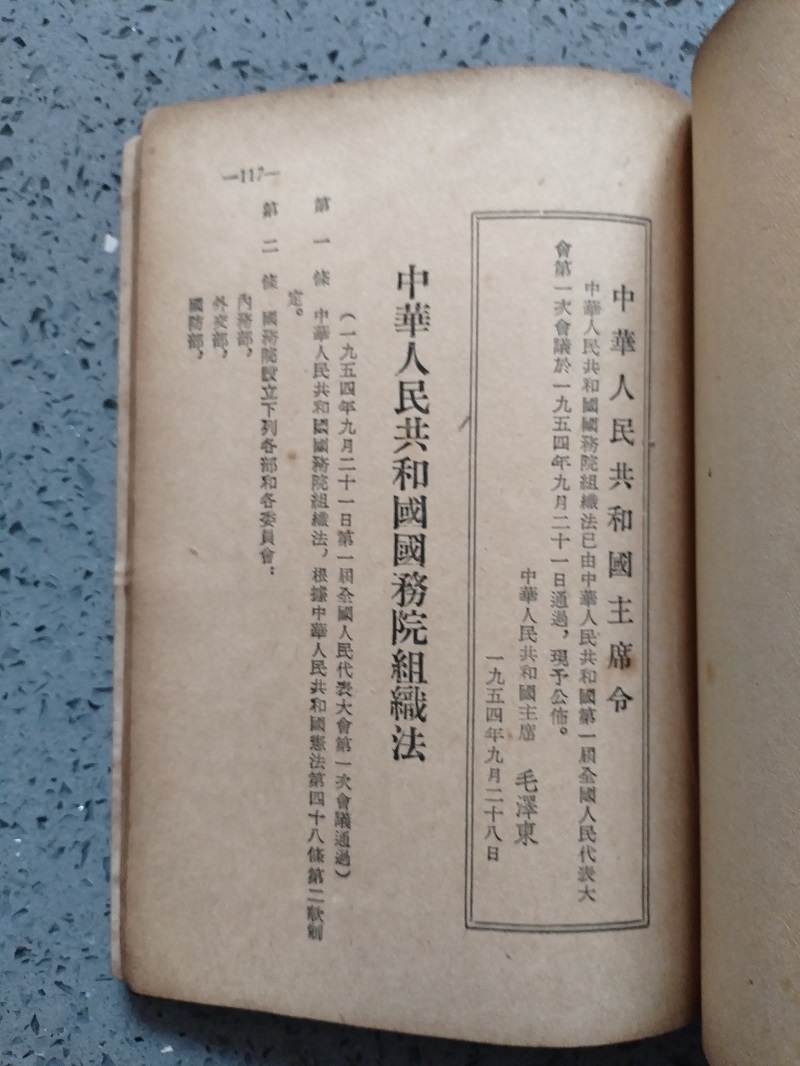 中華人民共和國主席令
中華人民共和國國務院組織法已由中華人民共和國第一屆全國人民代表大
會第一次會議於一九五四年九月二十一日通過，現予公佈。
中華人民共和國主席 毛澤東
一九五四年九月二十八日
中華人民共和國國務院組織法
（一九五四年九月二十一日第一屆全國人民代表大會第一次會議通過）
第一條 中華人民共和國國務院組織法，根據中華人民共和國憲法第四十八條第二款制
定。
第二條 國務院設立下列各部和各委員會：
內務部，
外交部，
國防部，
—117—